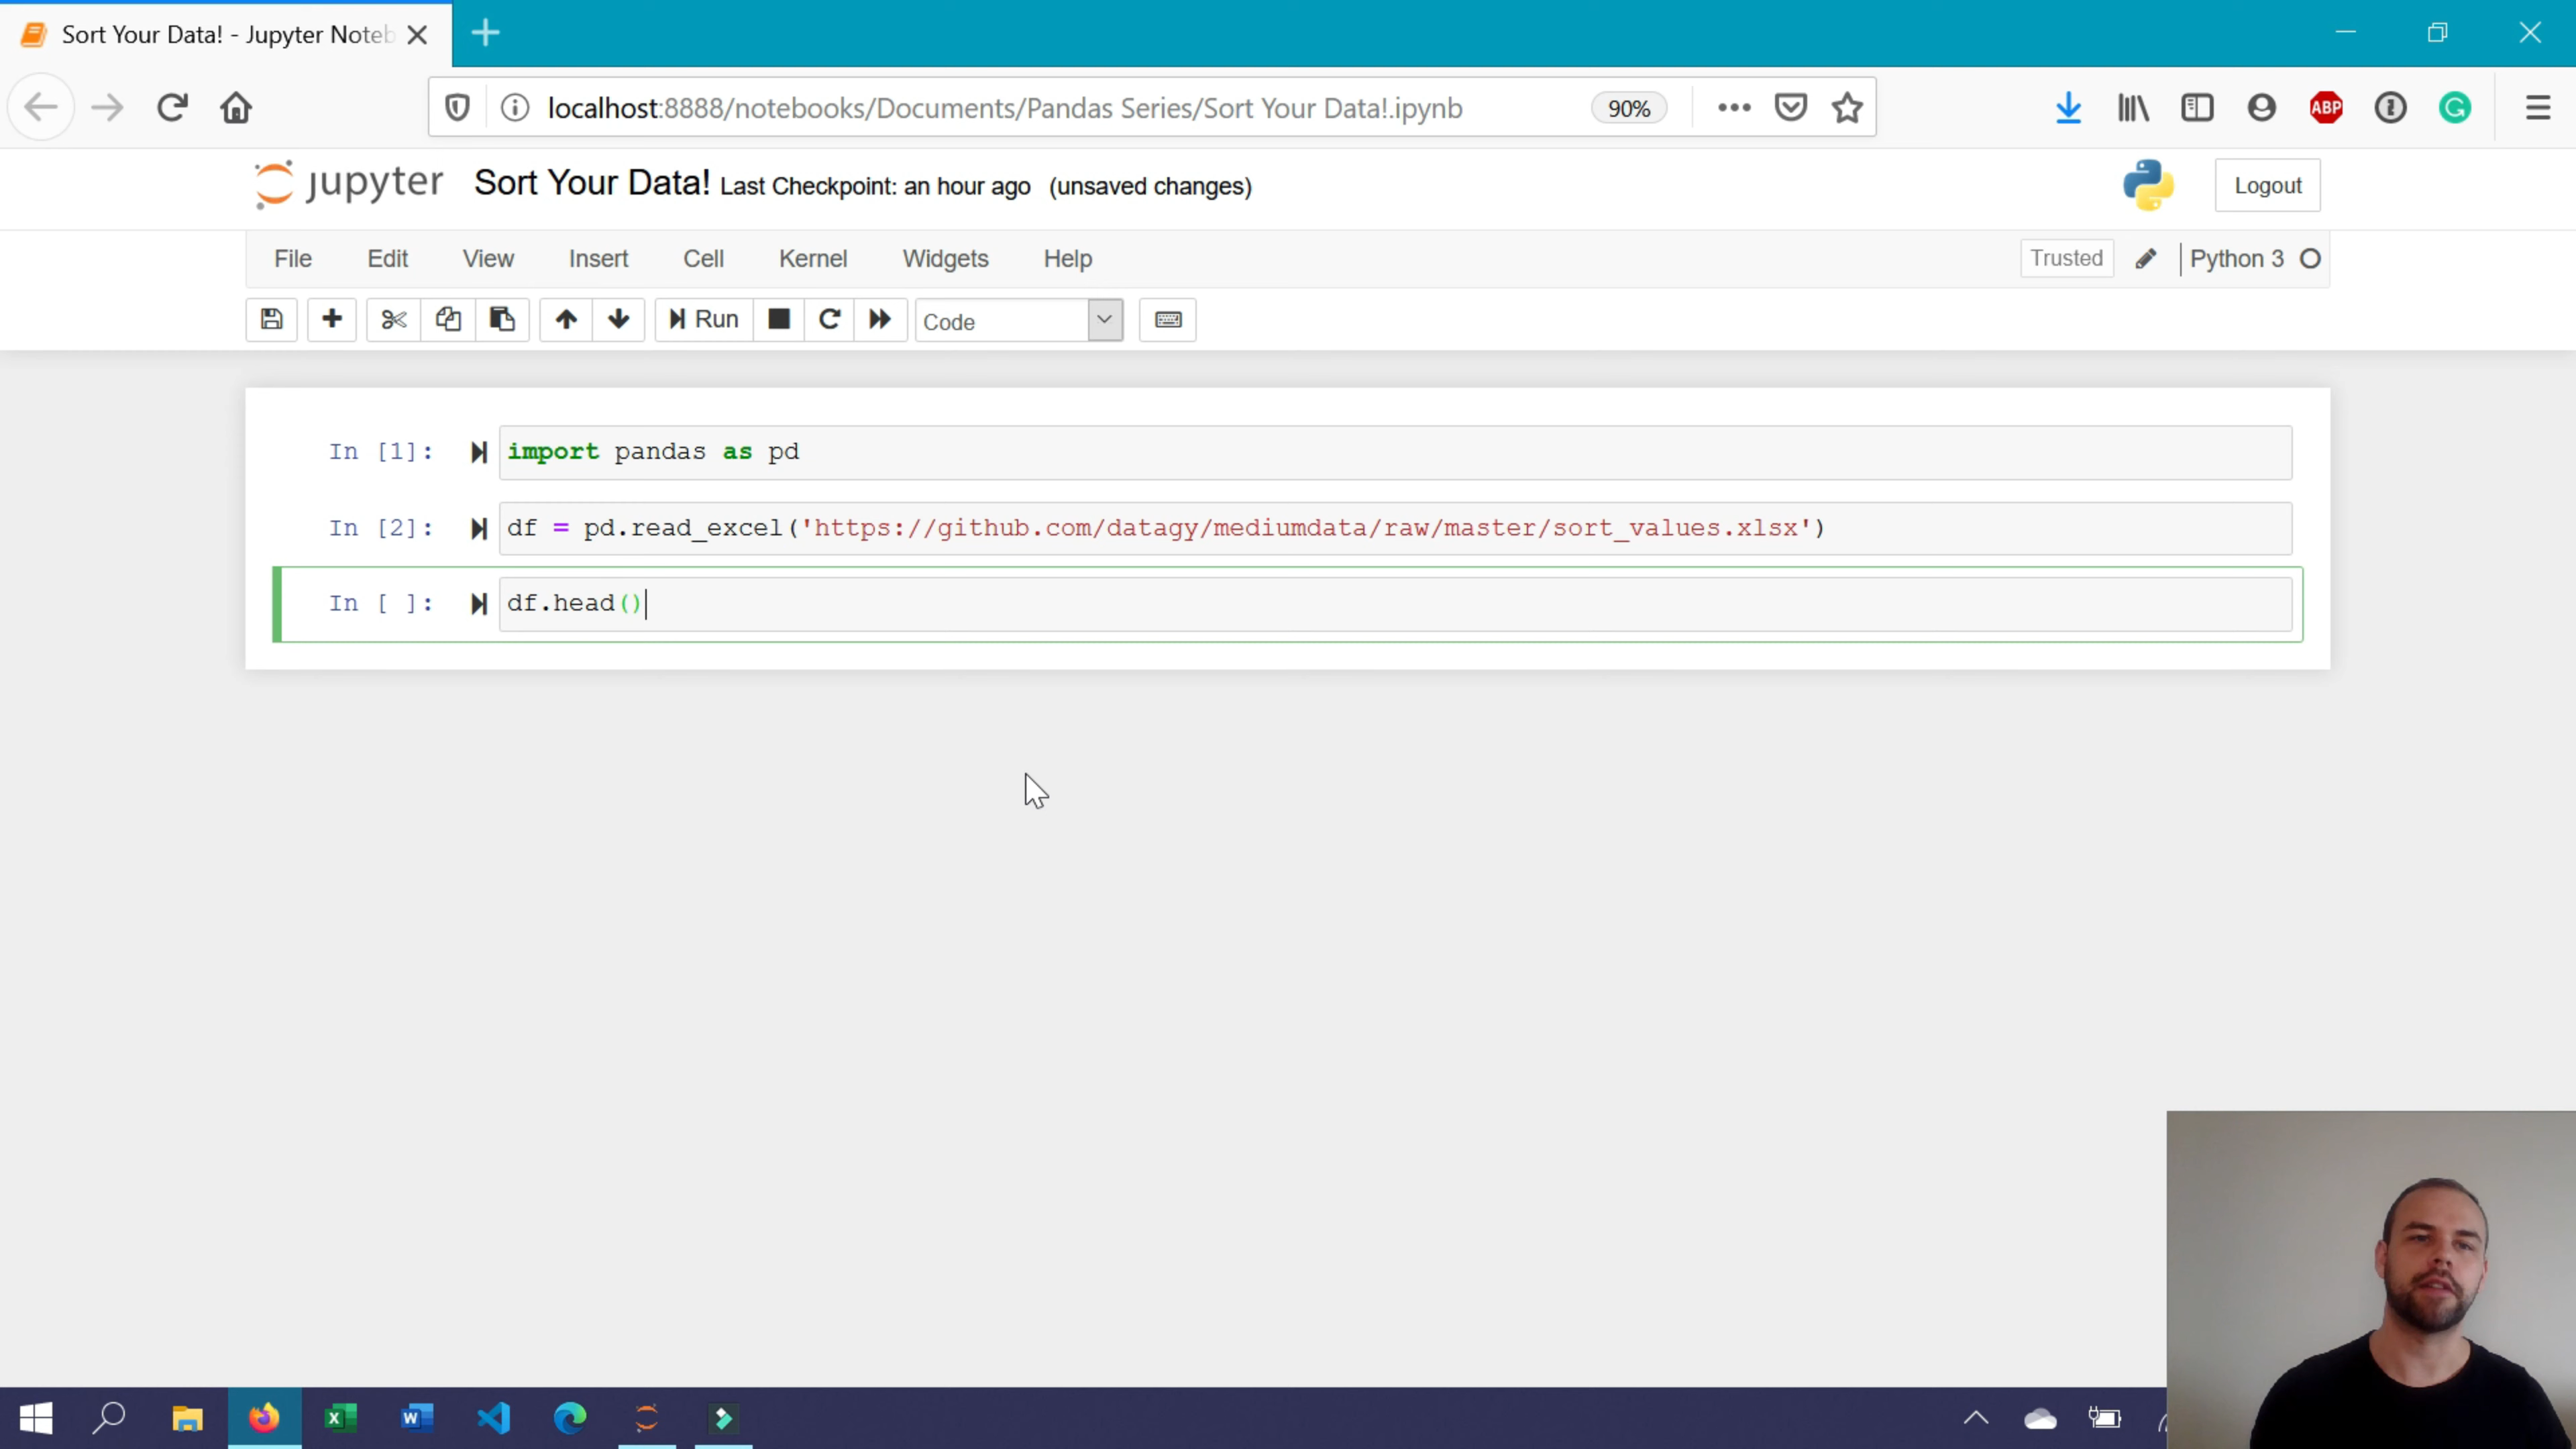 Sort Your Data! - Jupyter Noteb
localhost:8888/notebooks/Documents/Pandas Series/Sort Your Data!.ipynb
90%
ABP
jupyter Sort Your Data! Last Checkpoint: an hour ago (unsaved changes)
Logout
File Edit View Insert Cell Kernel Widgets Help
Trusted Python 3
Run Code
In [1]: import pandas as pd
In [2]: df = pd.read_excel('https://github.com/datagy/mediumdata/raw/master/sort_values.xlsx')
In [ ]: df.head()